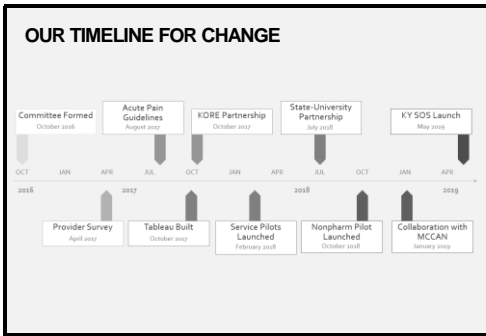 OUR TIMELINE FOR CHANGE
Committee Formed
October 2016
Acute Pain
Guidelines
August 2017
KORE Partnership
October 2017
State-University
Partnership
July 2018
KY SOS Launch
May 2019
OCT JAN APR JUL OCT JAN APR JUL OCT JAN APR
2016 2017 2018 2019
Provider Survey
April 2017
Tableau Built
October 2017
Service Pilots
Launched
February 2018
Nonpharm Pilot
Launched
October 2018
Collaboration with
MCCAN
January 2019